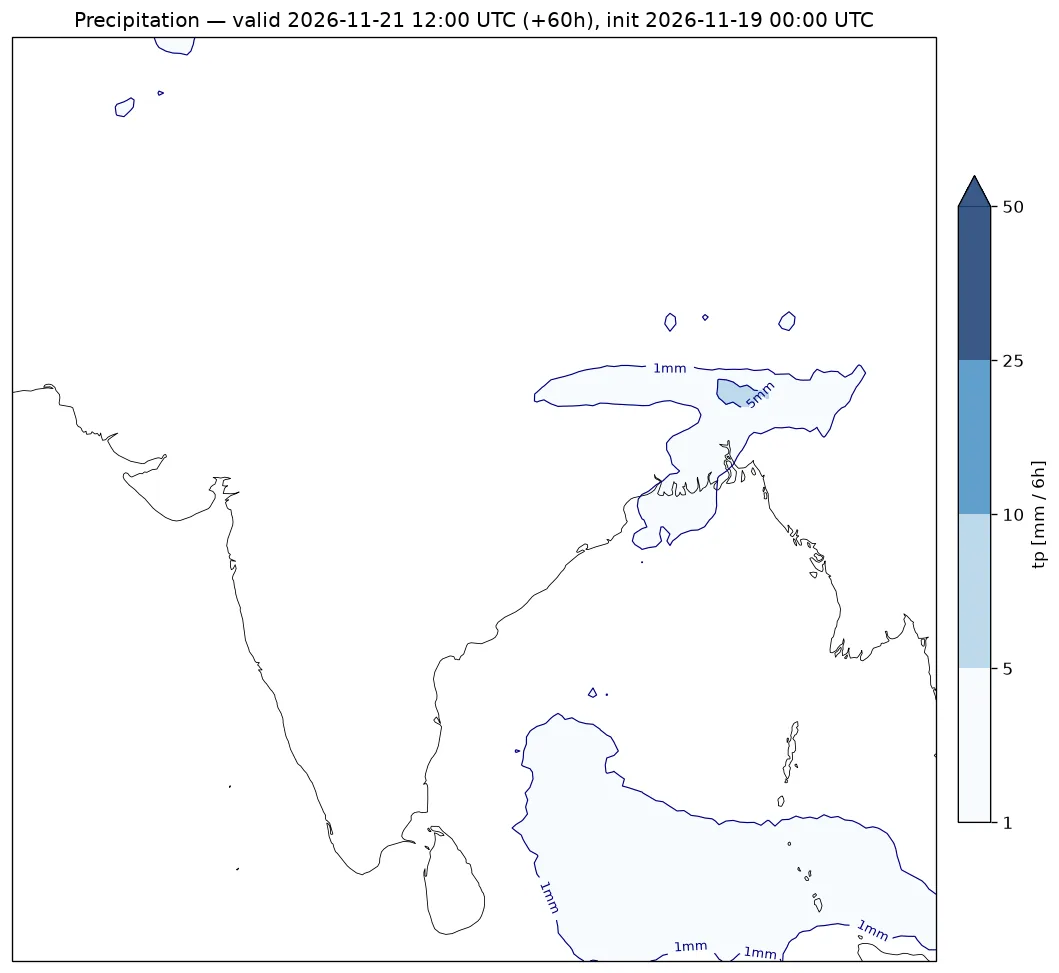 Precipitation — valid 2026-11-21 12:00 UTC (+60h), init 2026-11-19 00:00 UTC
50
25
10
5
1
tp [mm / 6h]
1mm
5mm
1mm
1mm
1mm
1mm